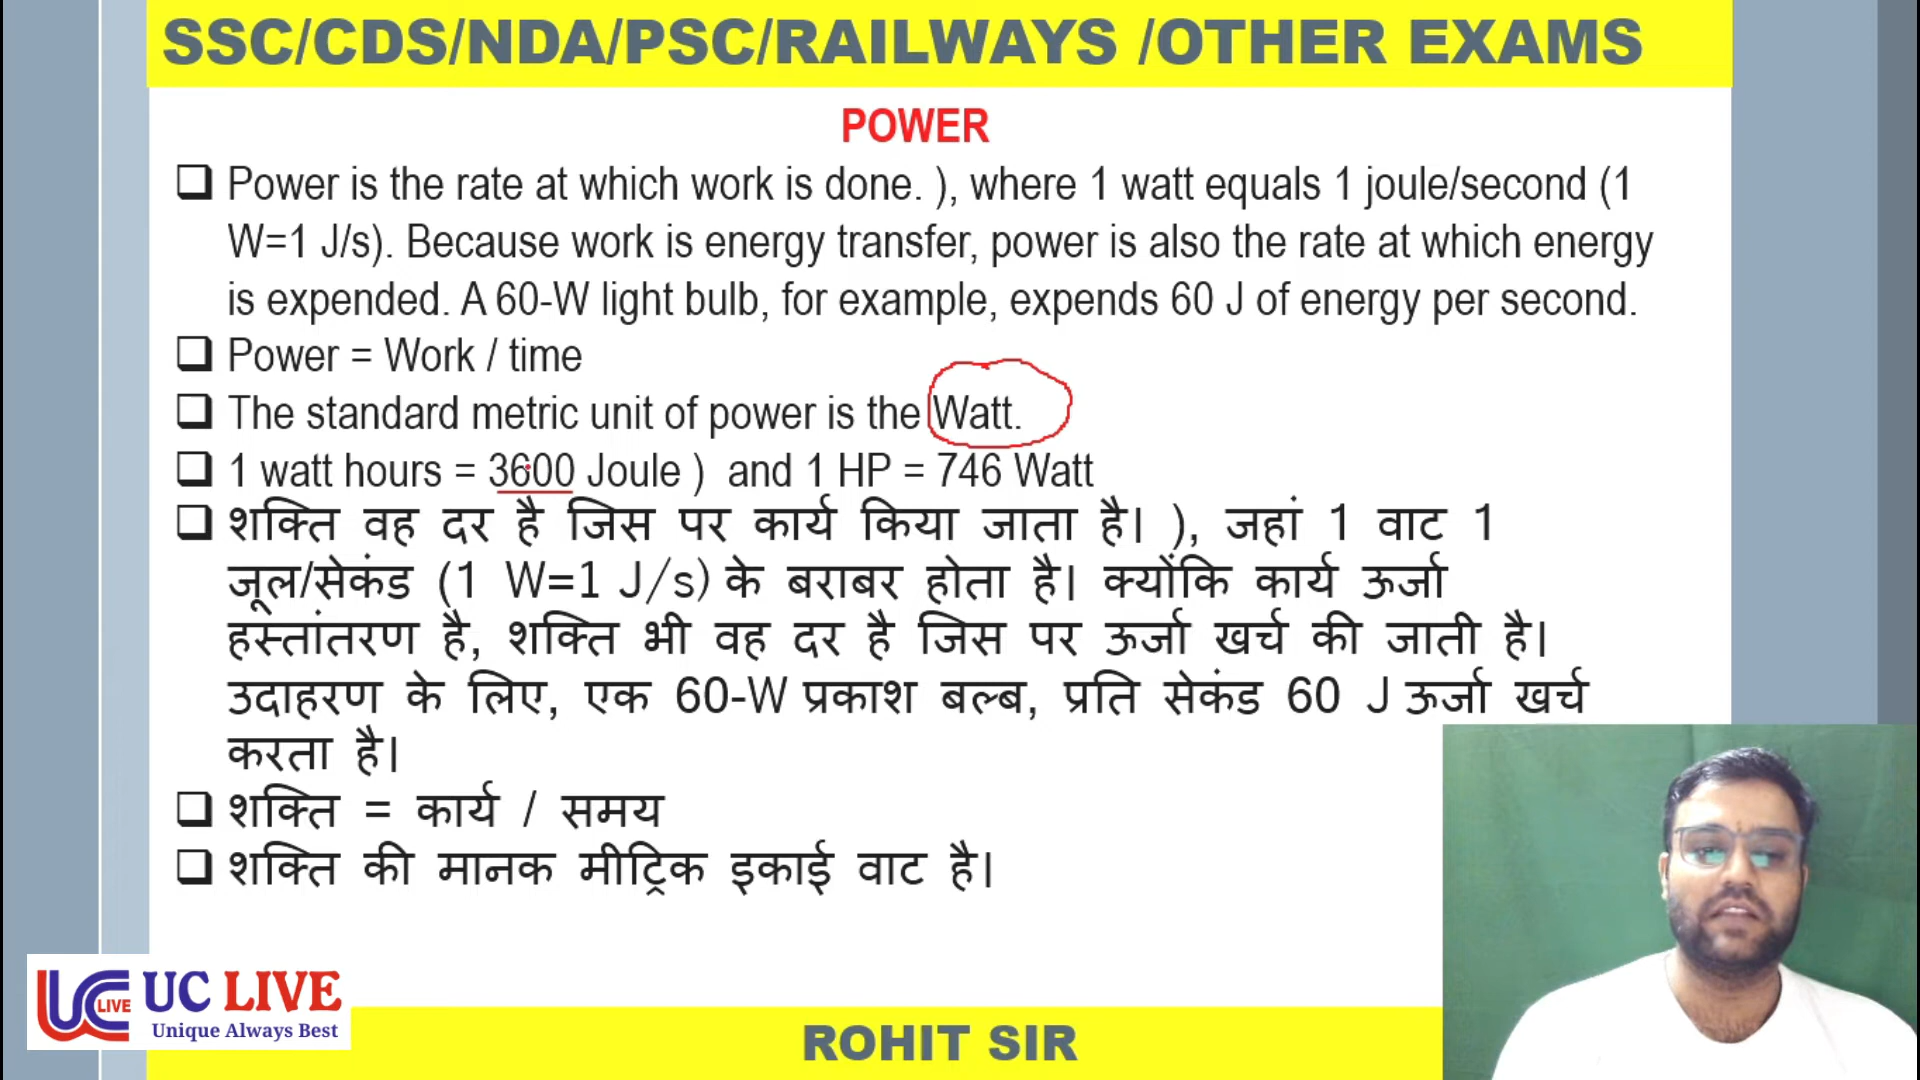 SSC/CDS/NDA/PSC/RAILWAYS /OTHER EXAMS
POWER
Power is the rate at which work is done. ), where 1 watt equals 1 joule/second (1
W=1 J/s). Because work is energy transfer, power is also the rate at which energy
is expended. A 60-W light bulb, for example, expends 60 J of energy per second.
Power = Work / time
The standard metric unit of power is the Watt.
1 watt hours = 3600 Joule ) and 1 HP = 746 Watt
शक्ति वह दर है जिस पर कार्य किया जाता है। ), जहां 1 वाट 1
जूल/सेकंड (1 W=1 J/s) के बराबर होता है। क्योंकि कार्य ऊर्जा
हस्तांतरण है, शक्ति भी वह दर है जिस पर ऊर्जा खर्च की जाती है।
उदाहरण के लिए, एक 60-W प्रकाश बल्ब, प्रति सेकंड 60 J ऊर्जा खर्च
करता है।
शक्ति = कार्य / समय
शक्ति की मानक मीट्रिक इकाई वाट है।
UC LIVE UC LIVE
Unique Always Best
ROHIT SIR